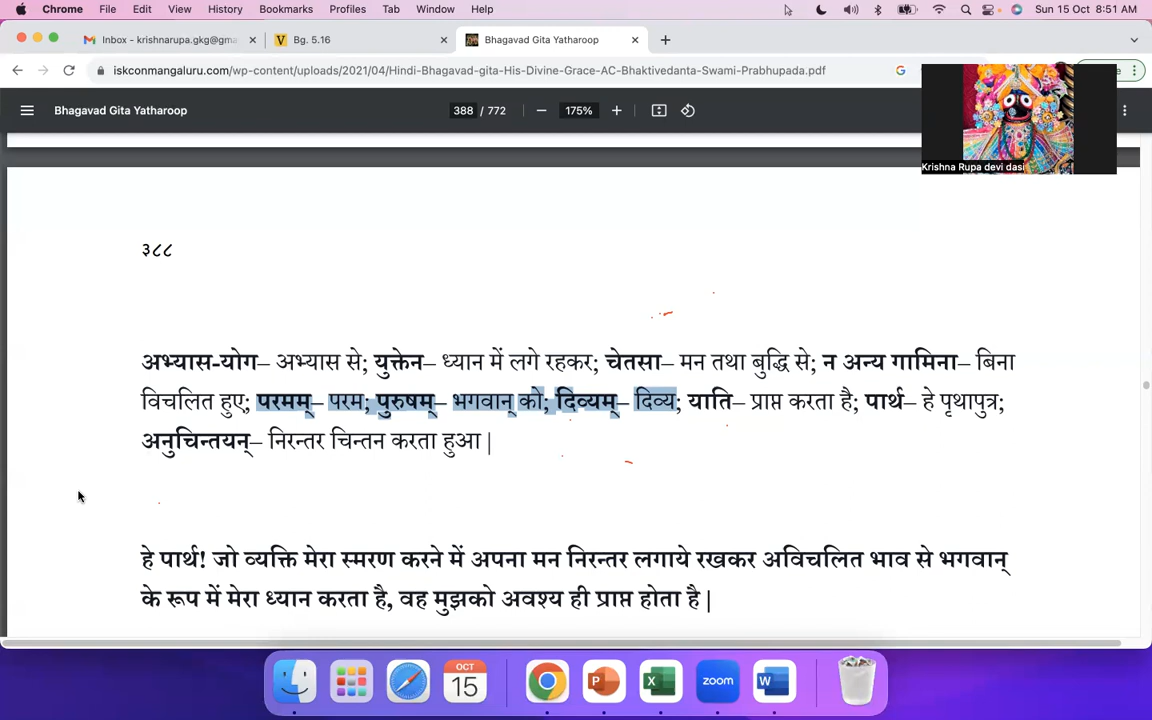 Chrome File Edit View History Bookmarks Profiles Tab Window Help Sun 15 Oct 8:51 AM
Inbox - krishnarupa.gkg@gma Bg. 5.16 Bhagavad Gita Yatharoop
iskconmangaluru.com/wp-content/uploads/2021/04/Hindi-Bhagavad-gita-His-Divine-Grace-AC-Bhaktivedanta-Swami-Prabhupada.pdf
Bhagavad Gita Yatharoop 388 / 772 175%
Krishna Rupa devi dasi
३८८
अभ्यास-योग– अभ्यास से; युक्तेन– ध्यान में लगे रहकर; चेतसा– मन तथा बुद्धि से; न अन्य गामिना– बिना
विचलित हुए; परमम्– परम; पुरुषम्– भगवान् को; दिव्यम्– दिव्य; याति– प्राप्त करता है; पार्थ– हे पृथापुत्र;
अनुचिन्तयन्– निरन्तर चिन्तन करता हुआ |
हे पार्थ! जो व्यक्ति मेरा स्मरण करने में अपना मन निरन्तर लगाये रखकर अविचलित भाव से भगवान्
के रूप में मेरा ध्यान करता है, वह मुझको अवश्य ही प्राप्त होता है |
OCT
15
zoom